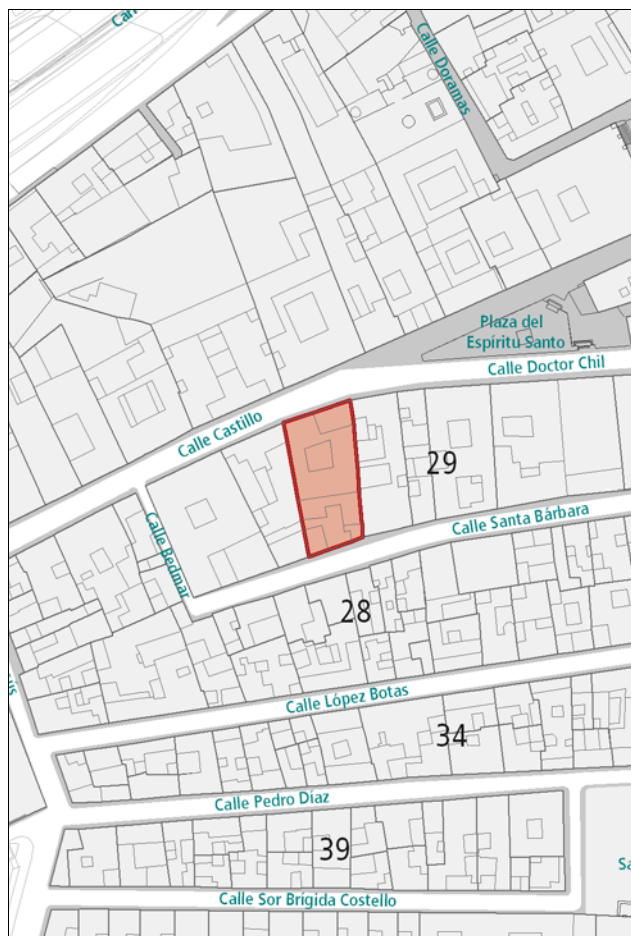 Calle Doramas
Plaza del
Espíritu Santo
Calle Doctor Chil
Calle Castillo
29
Calle Santa Bárbara
Calle Bedmar
28
Calle López Botas
34
Calle Pedro Díaz
39
Calle Sor Brígida Costello